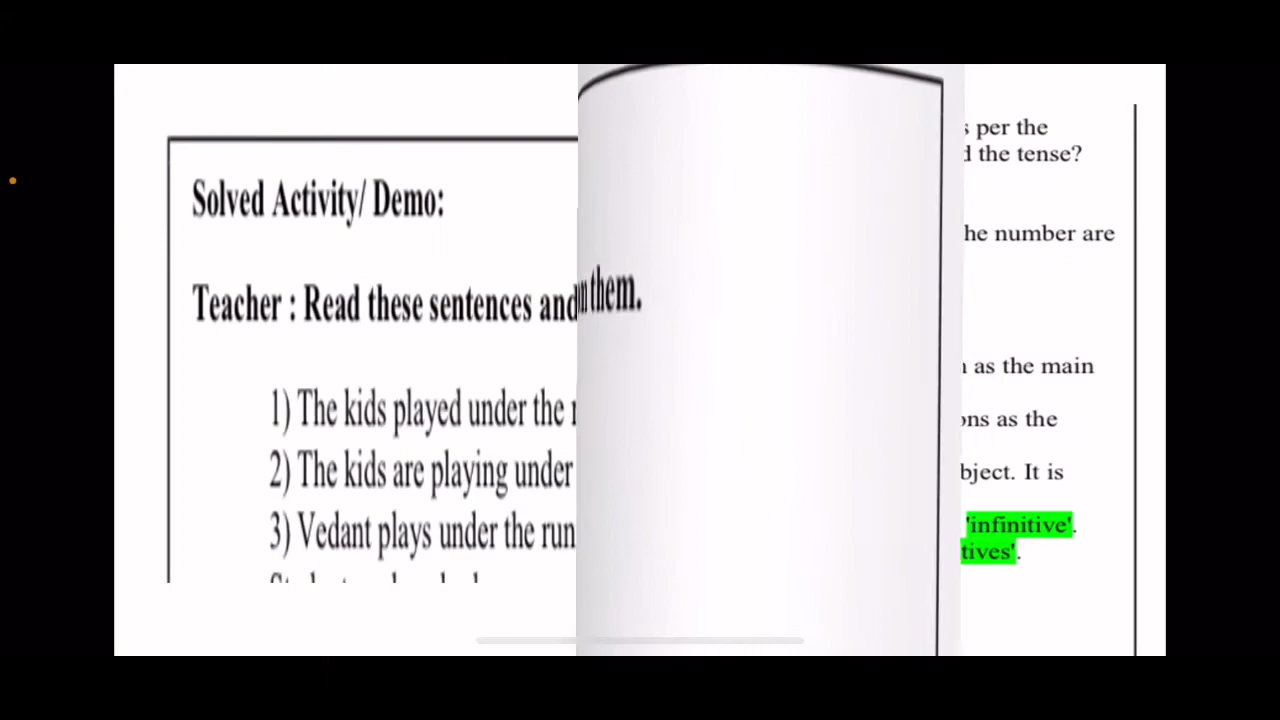 Solved Activity/ Demo:
Teacher : Read these sentences and
them.
1) The kids played under the
2) The kids are playing under
3) Vedant plays under the run
per the
the tense?
he number are
as the main
ons as the
bject. It is
'infinitive'.
tives'.